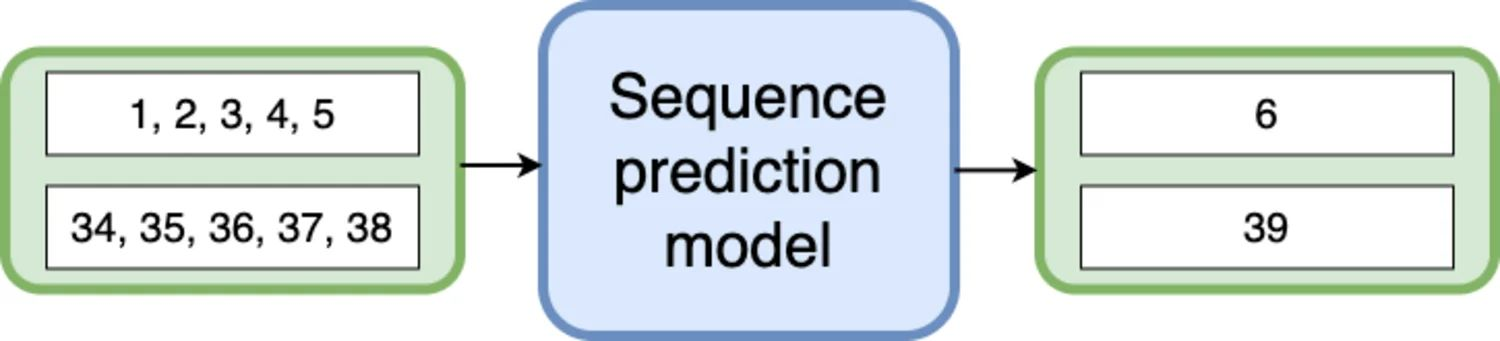 1, 2, 3, 4, 5
34, 35, 36, 37, 38
Sequence
prediction
model
6
39